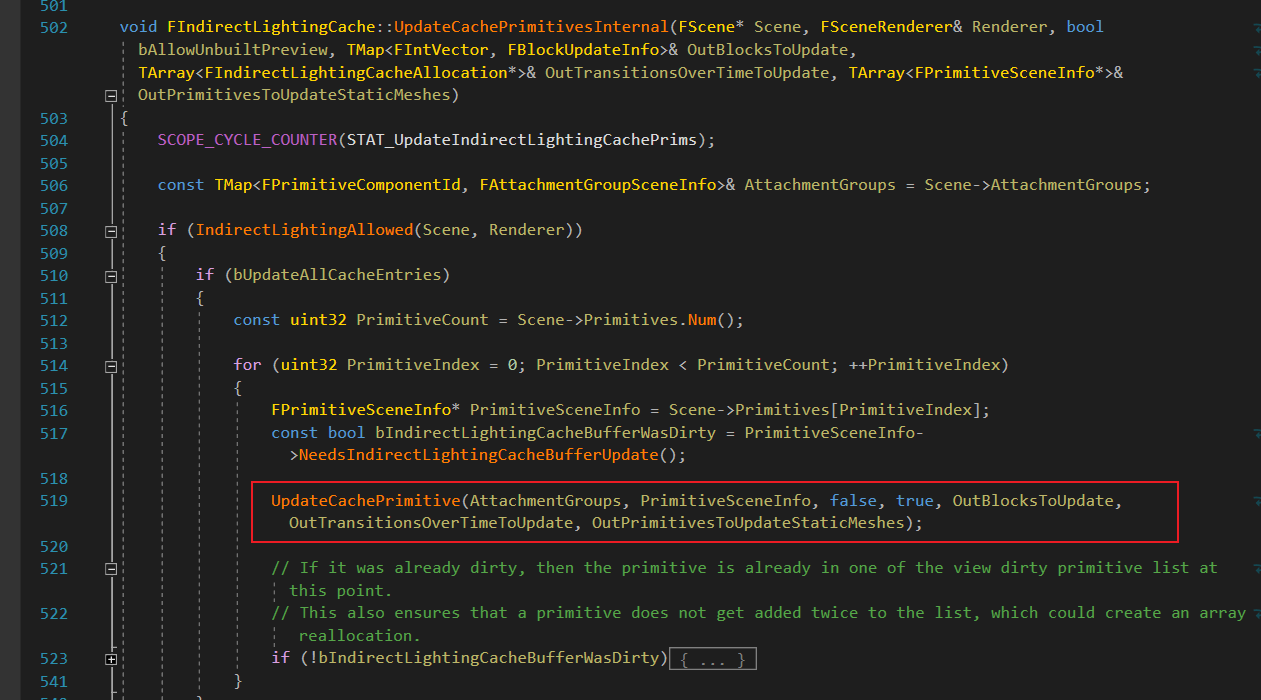 501
502 void FIndirectLightingCache::UpdateCachePrimitivesInternal(FScene* Scene, FSceneRenderer& Renderer, bool
bAllowUnbuiltPreview, TMap<FIntVector, FBlockUpdateInfo>& OutBlocksToUpdate,
TArray<FIndirectLightingCacheAllocation*>& OutTransitionsOverTimeToUpdate, TArray<FPrimitiveSceneInfo*>&
OutPrimitivesToUpdateStaticMeshes)
503 {
504 SCOPE_CYCLE_COUNTER(STAT_UpdateIndirectLightingCachePrims);
505
506 const TMap<FPrimitiveComponentId, FAttachmentGroupSceneInfo>& AttachmentGroups = Scene->AttachmentGroups;
507
508 if (IndirectLightingAllowed(Scene, Renderer))
509 {
510 if (bUpdateAllCacheEntries)
511 {
512 const uint32 PrimitiveCount = Scene->Primitives.Num();
513
514 for (uint32 PrimitiveIndex = 0; PrimitiveIndex < PrimitiveCount; ++PrimitiveIndex)
515 {
516 FPrimitiveSceneInfo* PrimitiveSceneInfo = Scene->Primitives[PrimitiveIndex];
517 const bool bIndirectLightingCacheBufferWasDirty = PrimitiveSceneInfo-
>NeedsIndirectLightingCacheBufferUpdate();
518
519 UpdateCachePrimitive(AttachmentGroups, PrimitiveSceneInfo, false, true, OutBlocksToUpdate,
OutTransitionsOverTimeToUpdate, OutPrimitivesToUpdateStaticMeshes);
520
521 // If it was already dirty, then the primitive is already in one of the view dirty primitive list at
this point.
522 // This also ensures that a primitive does not get added twice to the list, which could create an array
reallocation.
523 if (!bIndirectLightingCacheBufferWasDirty){ ... }
541 }